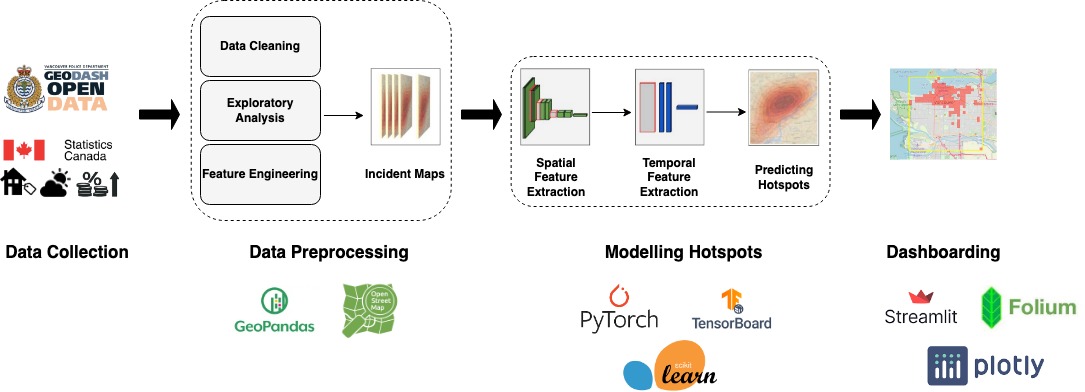 VANCOUVER POLICE DEPARTMENT
GEODASH
OPEN
DATA
Statistics
Canada
%
Data Collection
Data Cleaning
Exploratory
Analysis
Feature Engineering
Incident Maps
Data Preprocessing
GeoPandas
Open
Street
Map
Spatial
Feature
Extraction
Temporal
Feature
Extraction
Predicting
Hotspots
Modelling Hotspots
PyTorch
TensorBoard
scikit
learn
Dashboarding
Streamlit
Folium
plotly